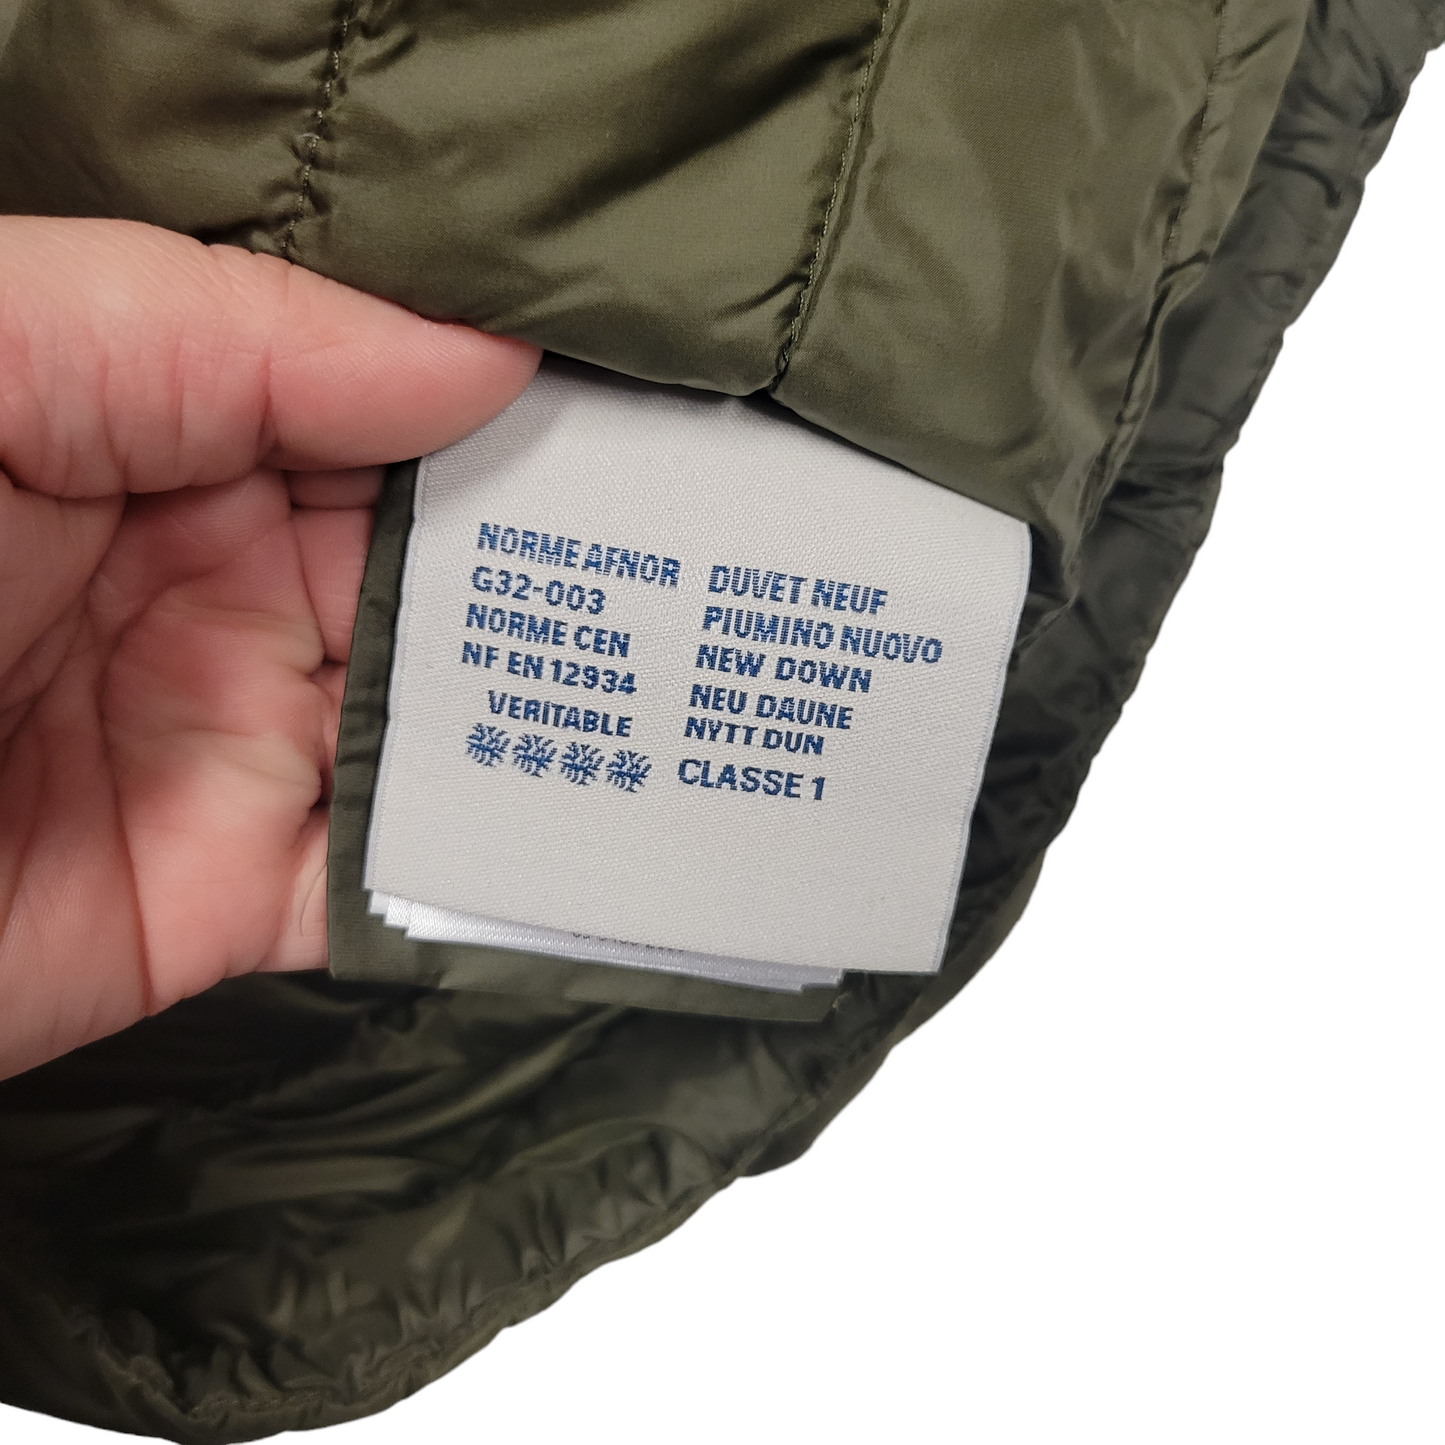 NORME AFNOR
G32-003
NORME CEN
NF EN 12934
VERITABLE
DUVET NEUF
PIUMINO NUOVO
NEW DOWN
NEU DAUNE
NYTT DUN
CLASSE 1